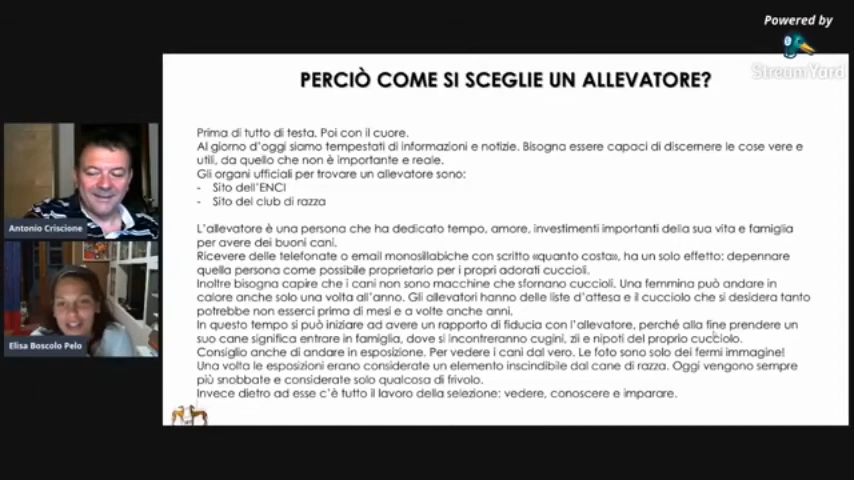 Powered by
StreamYard
PERCIÒ COME SI SCEGLIE UN ALLEVATORE?
Prima di tutto di testa. Poi con il cuore.
Al giorno d'oggi siamo tempestati di informazioni e notizie. Bisogna essere capaci di discernere le cose vere e
utili, da quello che non è importante e reale.
Gli organi ufficiali per trovare un allevatore sono:
- Sito dell'ENCI
- Sito del club di razza
L'allevatore è una persona che ha dedicato tempo, amore, investimenti importanti della sua vita e famiglia
per avere dei buoni cani.
Ricevere delle telefonate o email monosillabiche con scritto «quanto costa», ha un solo effetto: depennare
quella persona come possibile proprietario per i propri adorati cuccioli.
Inoltre bisogna capire che i cani non sono macchine che sfornano cuccioli. Una femmina può andare in
calore anche solo una volta all'anno. Gli allevatori hanno delle liste d'attesa e il cucciolo che si desidera tanto
potrebbe non esserci prima di mesi e a volte anche anni.
In questo tempo si può iniziare ad avere un rapporto di fiducia con l'allevatore, perché alla fine prendere un
suo cane significa entrare in famiglia, dove si incontreranno cugini, zii e nipoti del proprio cucciolo.
Consiglio anche di andare in esposizione. Per vedere i cani dal vero. Le foto sono solo dei fermi immagine!
Una volta le esposizioni erano considerate un elemento inscindibile dal cane di razza. Oggi vengono sempre
più snobbate e considerate solo qualcosa di frivolo.
Invece dietro ad esse c'è tutto il lavoro della selezione: vedere, conoscere e imparare.
Antonio Criscione
Elisa Boscolo Pelo